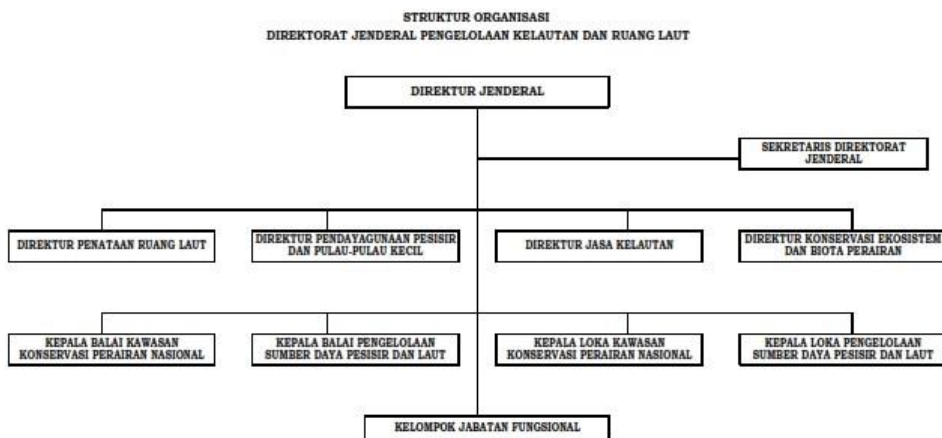 STRUKTUR ORGANISASI
DIREKTORAT JENDERAL PENGELOLAAN KELAUTAN DAN RUANG LAUT
DIREKTUR JENDERAL
SEKRETARIS DIREKTORAT
JENDERAL
DIREKTUR PENATAAN RUANG LAUT
DIREKTUR PENDAYAGUNAAN PESISIR
DAN PULAU-PULAU KECIL
DIREKTUR JASA KELAUTAN
DIREKTUR KONSERVASI EKOSISTEM
DAN BIOTA PERAIRAN
KEPALA BALAI KAWASAN
KONSERVASI PERAIRAN NASIONAL
KEPALA BALAI PENGELOLAAN
SUMBER DAYA PESISIR DAN LAUT
KEPALA LOKA KAWASAN
KONSERVASI PERAIRAN NASIONAL
KEPALA LOKA PENGELOLAAN
SUMBER DAYA PESISIR DAN LAUT
KELOMPOK JABATAN FUNGSIONAL